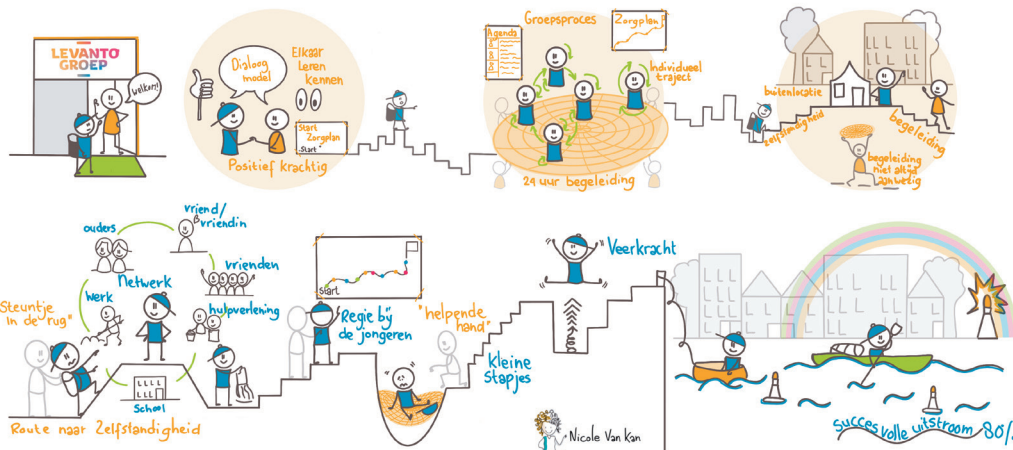 LEVANTO
GROEP
Welkom!
Dialoog
model
Elkaar
Leren
kennen
Start
Zorgplan
Start
Positief krachtig
Groepsproces
Agenda
Zorgplan
Individueel
traject
24 uur begeleiding
buitenlocatie
zelfstandigheid
begeleiding
begeleiding
niet altijd
aanwezig
ouders
vriend/
vriendin
vrienden
Netwerk
werk
hulpverlening
School
"Steuntje
in de rug"
Route naar Zelfstandigheid
Start
Regie bij
de jongeren
"helpende
hand"
Kleine
Stapjes
Veerkracht
Nicole Van Kan
Succesvolle uitstroom 80%